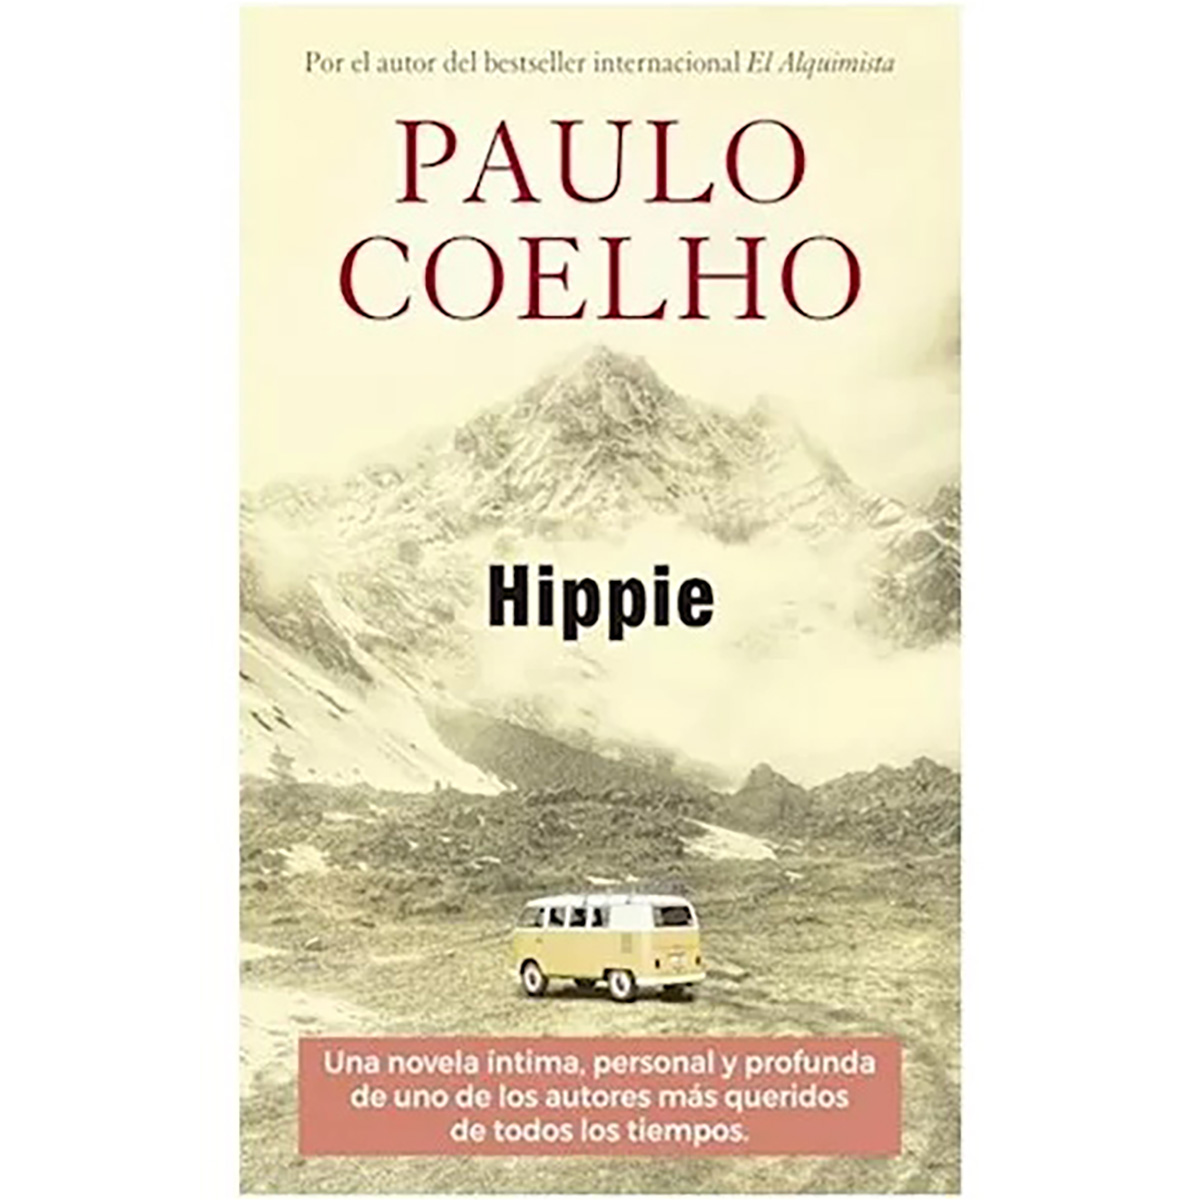 Por el autor del bestseller internacional El Alquimista
PAULO
COELHO
Hippie
Una novela íntima, personal y profunda
de uno de los autores más queridos
de todos los tiempos.